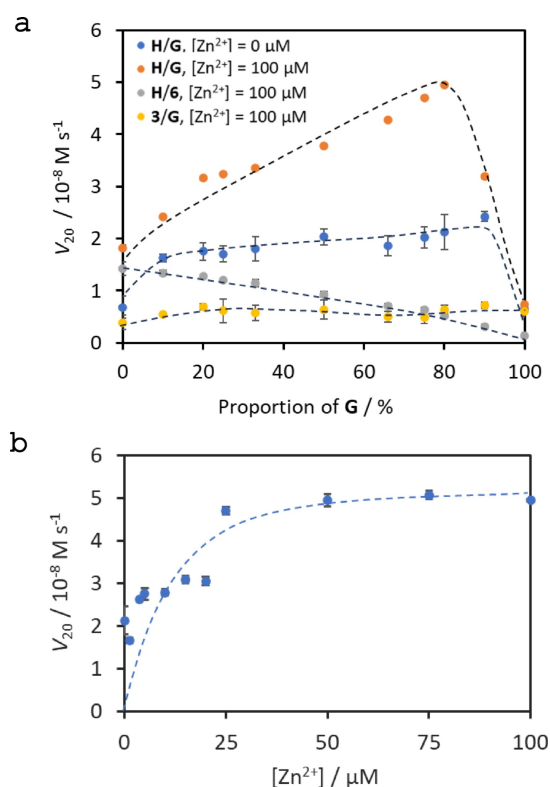 a
6
5
4
3
2
1
0
V20 / 10-8 M s-1
H/G, [Zn2+] = 0 µM
H/G, [Zn2+] = 100 µM
H/6, [Zn2+] = 100 µM
3/G, [Zn2+] = 100 µM
0 20 40 60 80 100
Proportion of G / %
b
6
5
4
3
2
1
0
V20 / 10-8 M s-1
0 25 50 75 100
[Zn2+] / µM